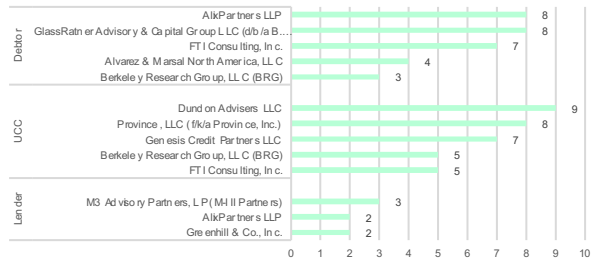 Debtor
AlixPartners LLP 8
GlassRatner Advisory & Capital Group LLC (d/b/a B.... 8
FTI Consulting, Inc. 7
Alvarez & Marsal North America, LLC 4
Berkeley Research Group, LLC (BRG) 3
UCC
Dundon Advisers LLC 9
Province, LLC (f/k/a Province, Inc.) 8
Genesis Credit Partners LLC 7
Berkeley Research Group, LLC (BRG) 5
FTI Consulting, Inc. 5
Lender
M3 Advisory Partners, LP (M-III Partners) 3
AlixPartners LLP 2
Greenhill & Co., Inc. 2
0 1 2 3 4 5 6 7 8 9 10